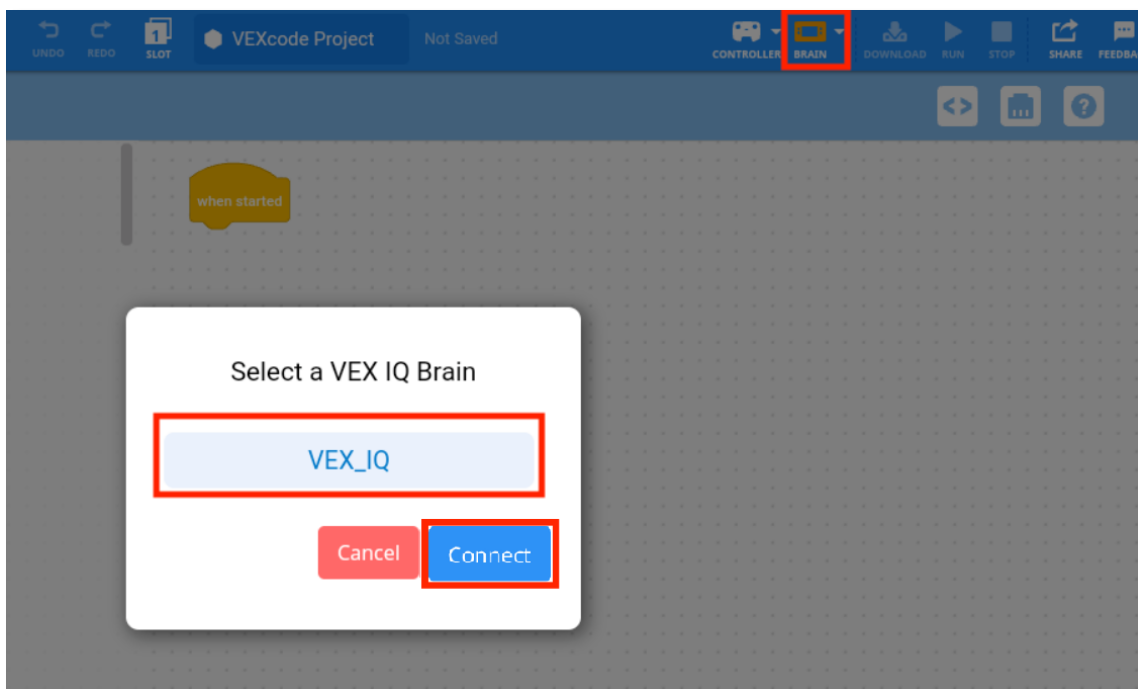 UNDO REDO 1 SLOT VEXcode Project Not Saved CONTROLLER BRAIN DOWNLOAD RUN STOP SHARE FEEDBA
<> ?
when started
Select a VEX IQ Brain
VEX_IQ
Cancel Connect